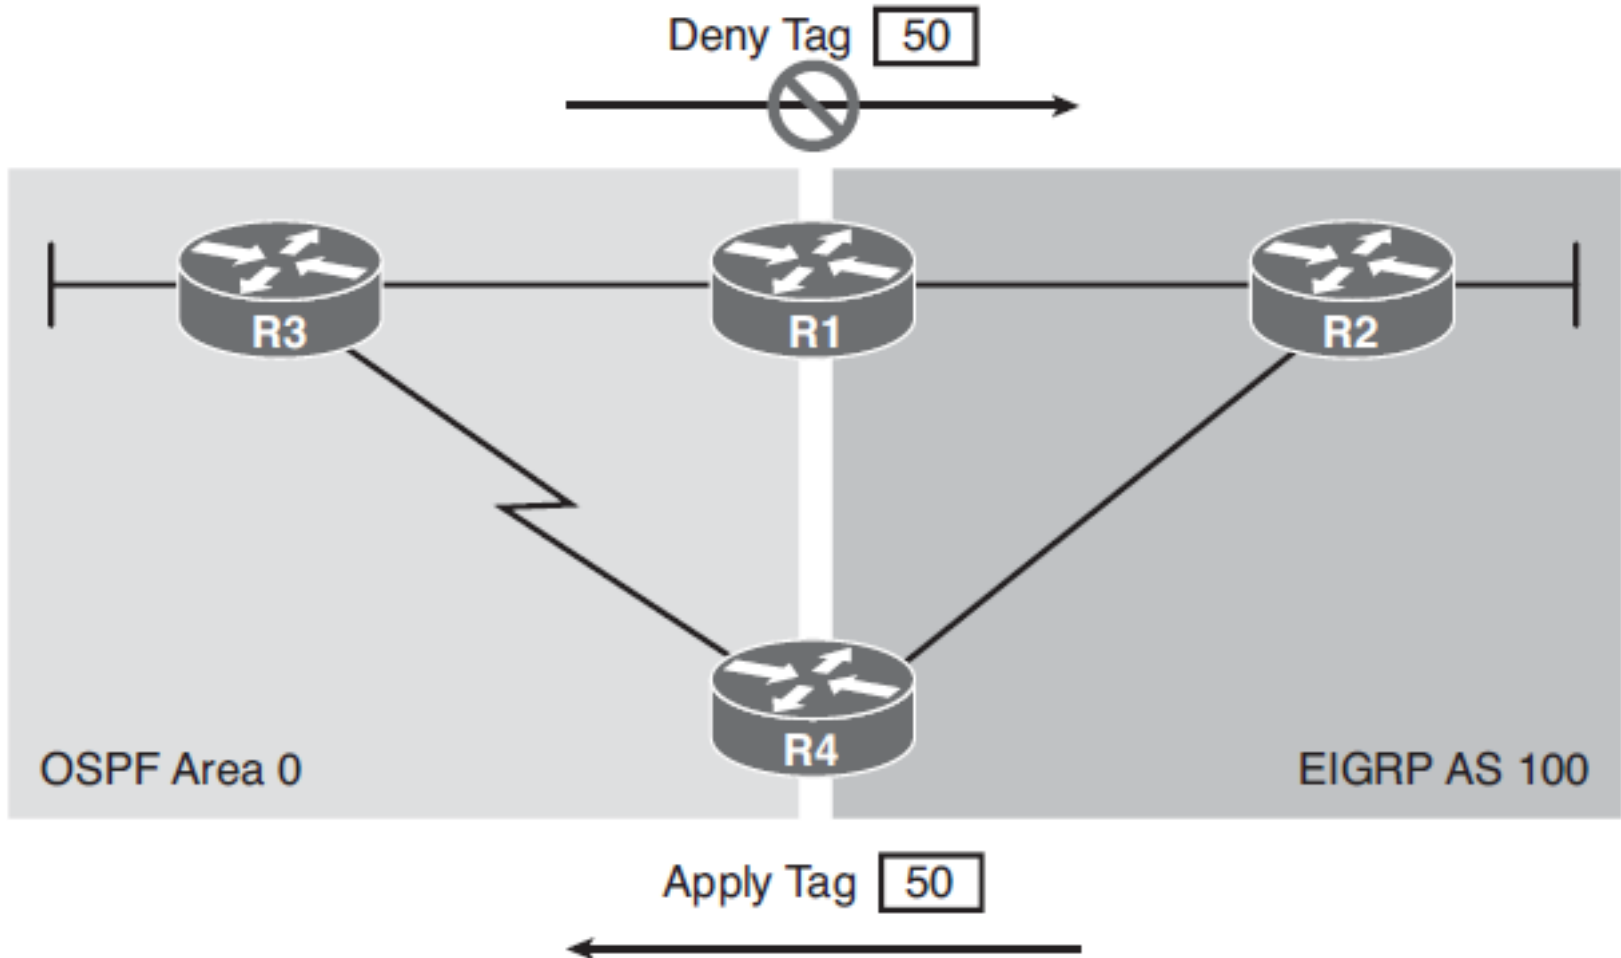 Deny Tag 50
R3
R1
R2
R4
OSPF Area 0
EIGRP AS 100
Apply Tag 50